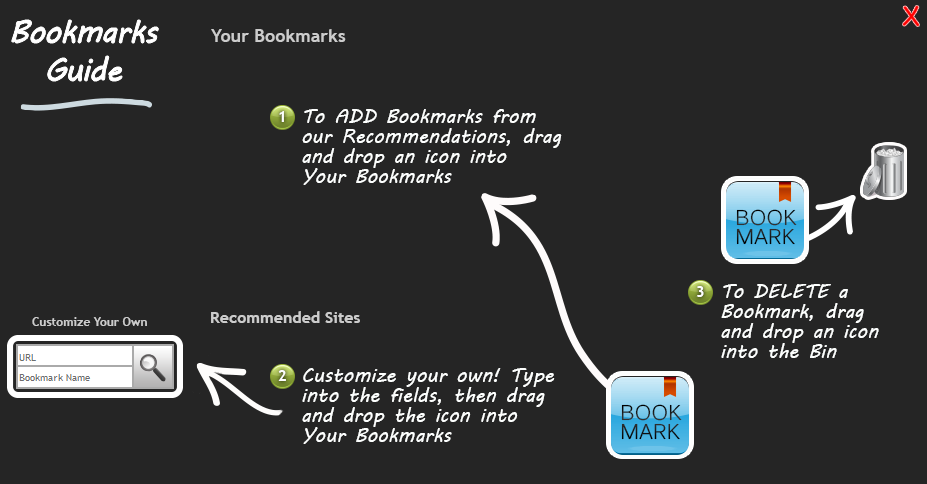 Bookmarks
Guide
Your Bookmarks
X
1
To ADD Bookmarks from
our Recommendations, drag
and drop an icon into
Your Bookmarks
BOOK
MARK
3
To DELETE a
Bookmark, drag
and drop an icon
into the Bin
Customize Your Own
URL
Bookmark Name
Recommended Sites
2
Customize your own! Type
into the fields, then drag
and drop the icon into
Your Bookmarks
BOOK
MARK